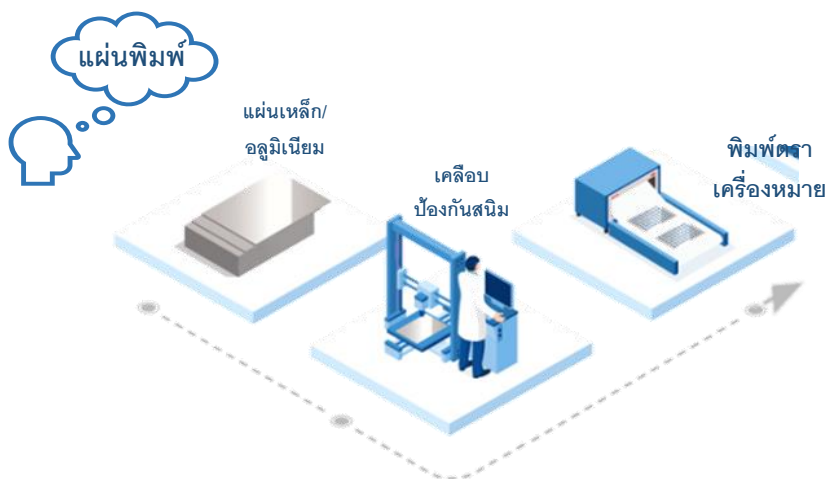 แผ่นพิมพ์
แผ่นเหล็ก/
อลูมิเนียม
เคลือบ
ป้องกันสนิม
พิมพ์ตรา
เครื่องหมาย